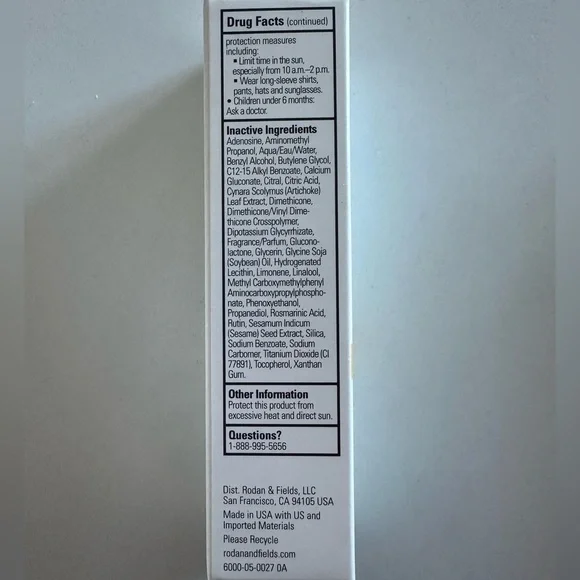 Drug Facts (continued)
protection measures
including:
▪ Limit time in the sun,
especially from 10 a.m.–2 p.m.
▪ Wear long-sleeve shirts,
pants, hats and sunglasses.
• Children under 6 months:
Ask a doctor.
Inactive Ingredients
Adenosine, Aminomethyl
Propanol, Aqua/Eau/Water,
Benzyl Alcohol, Butylene Glycol,
C12-15 Alkyl Benzoate, Calcium
Gluconate, Citral, Citric Acid,
Cynara Scolymus (Artichoke)
Leaf Extract, Dimethicone,
Dimethicone/Vinyl Dime-
thicone Crosspolymer,
Dipotassium Glycyrrhizate,
Fragrance/Parfum, Glucono-
lactone, Glycerin, Glycine Soja
(Soybean) Oil, Hydrogenated
Lecithin, Limonene, Linalool,
Methyl Carboxymethylphenyl
Aminocarboxypropylphospho-
nate, Phenoxyethanol,
Propanediol, Rosmarinic Acid,
Rutin, Sesamum Indicum
(Sesame) Seed Extract, Silica,
Sodium Benzoate, Sodium
Carbomer, Titanium Dioxide (CI
77891), Tocopherol, Xanthan
Gum.
Other Information
Protect this product from
excessive heat and direct sun.
Questions?
1-888-995-5656
Dist. Rodan & Fields, LLC
San Francisco, CA 94105 USA
Made in USA with US and
Imported Materials
Please Recycle
rodanandfields.com
6000-05-0027 0A